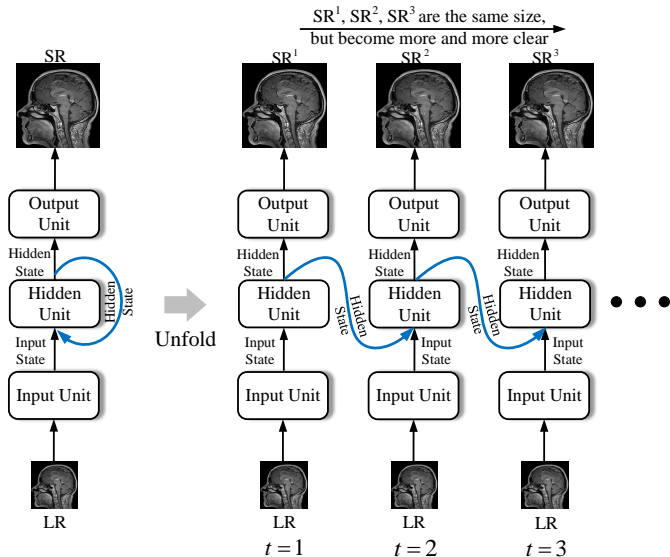 SR¹, SR², SR³ are the same size,
but become more and more clear
SR
SR¹
SR²
SR³
Output
Unit
Output
Unit
Output
Unit
Output
Unit
Hidden
State
Hidden
State
Hidden
State
Hidden
State
Hidden
Unit
Hidden
State
Hidden
Unit
Hidden
State
Hidden
Unit
Hidden
State
Hidden
Unit
Unfold
Input
State
Input
State
Input
State
Input
State
Input Unit
Input Unit
Input Unit
Input Unit
LR
LR
LR
LR
t = 1
t = 2
t = 3